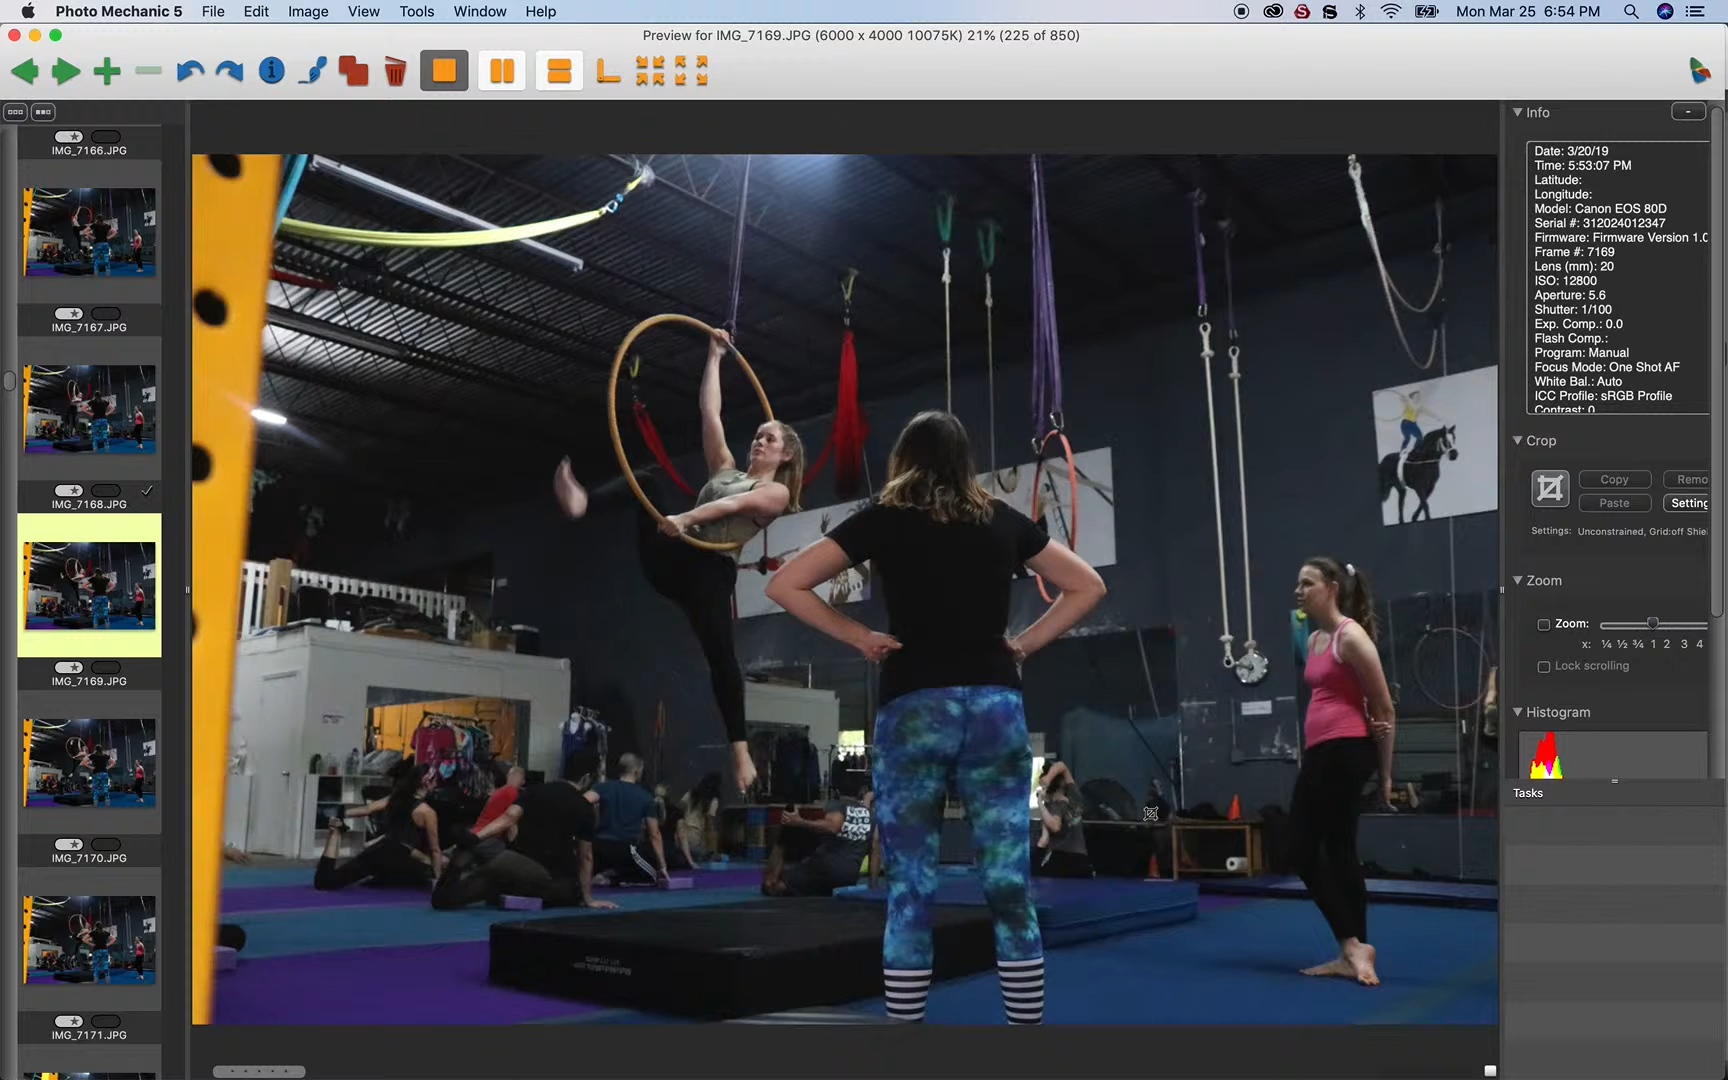 Photo Mechanic 5 File Edit Image View Tools Window Help
Mon Mar 25 6:54 PM
Preview for IMG_7169.JPG (6000 x 4000 10075K) 21% (225 of 850)
IMG_7166.JPG
IMG_7167.JPG
IMG_7168.JPG
IMG_7169.JPG
IMG_7170.JPG
IMG_7171.JPG
Info
Date: 3/20/19
Time: 5:53:07 PM
Latitude:
Longitude:
Model: Canon EOS 80D
Serial #: 312024012347
Firmware: Firmware Version 1.0
Frame #: 7169
Lens (mm): 20
ISO: 12800
Aperture: 5.6
Shutter: 1/100
Exp. Comp.: 0.0
Flash Comp.:
Program: Manual
Focus Mode: One Shot AF
White Bal.: Auto
ICC Profile: sRGB Profile
Contrast: 0
Crop
Copy Remo
Paste Setting
Settings: Unconstrained, Grid:off Shie
Zoom
Zoom:
x: ¼ ½ ¾ 1 2 3 4
Lock scrolling
Histogram
Tasks